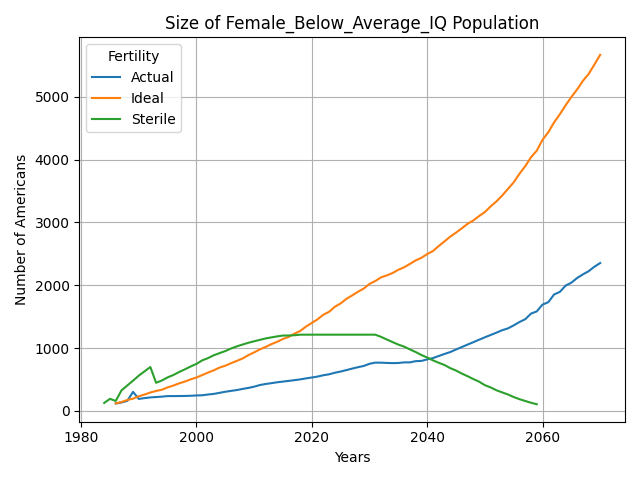 Size of Female_Below_Average_IQ Population
Fertility
Actual
Ideal
Sterile
Number of Americans
5000
4000
3000
2000
1000
0
1980
2000
2020
2040
2060
Years